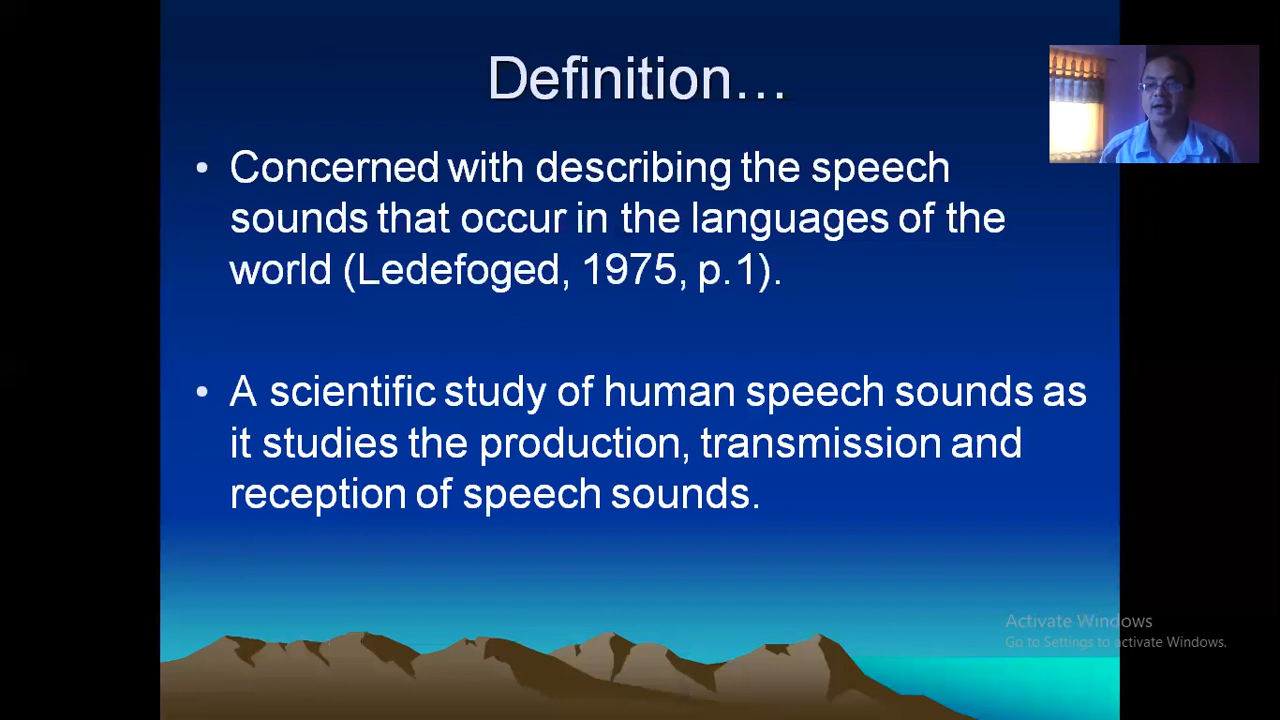 Definition…
• Concerned with describing the speech
sounds that occur in the languages of the
world (Ledefoged, 1975, p.1).
• A scientific study of human speech sounds as
it studies the production, transmission and
reception of speech sounds.
Activate Windows
Go to Settings to activate Windows.